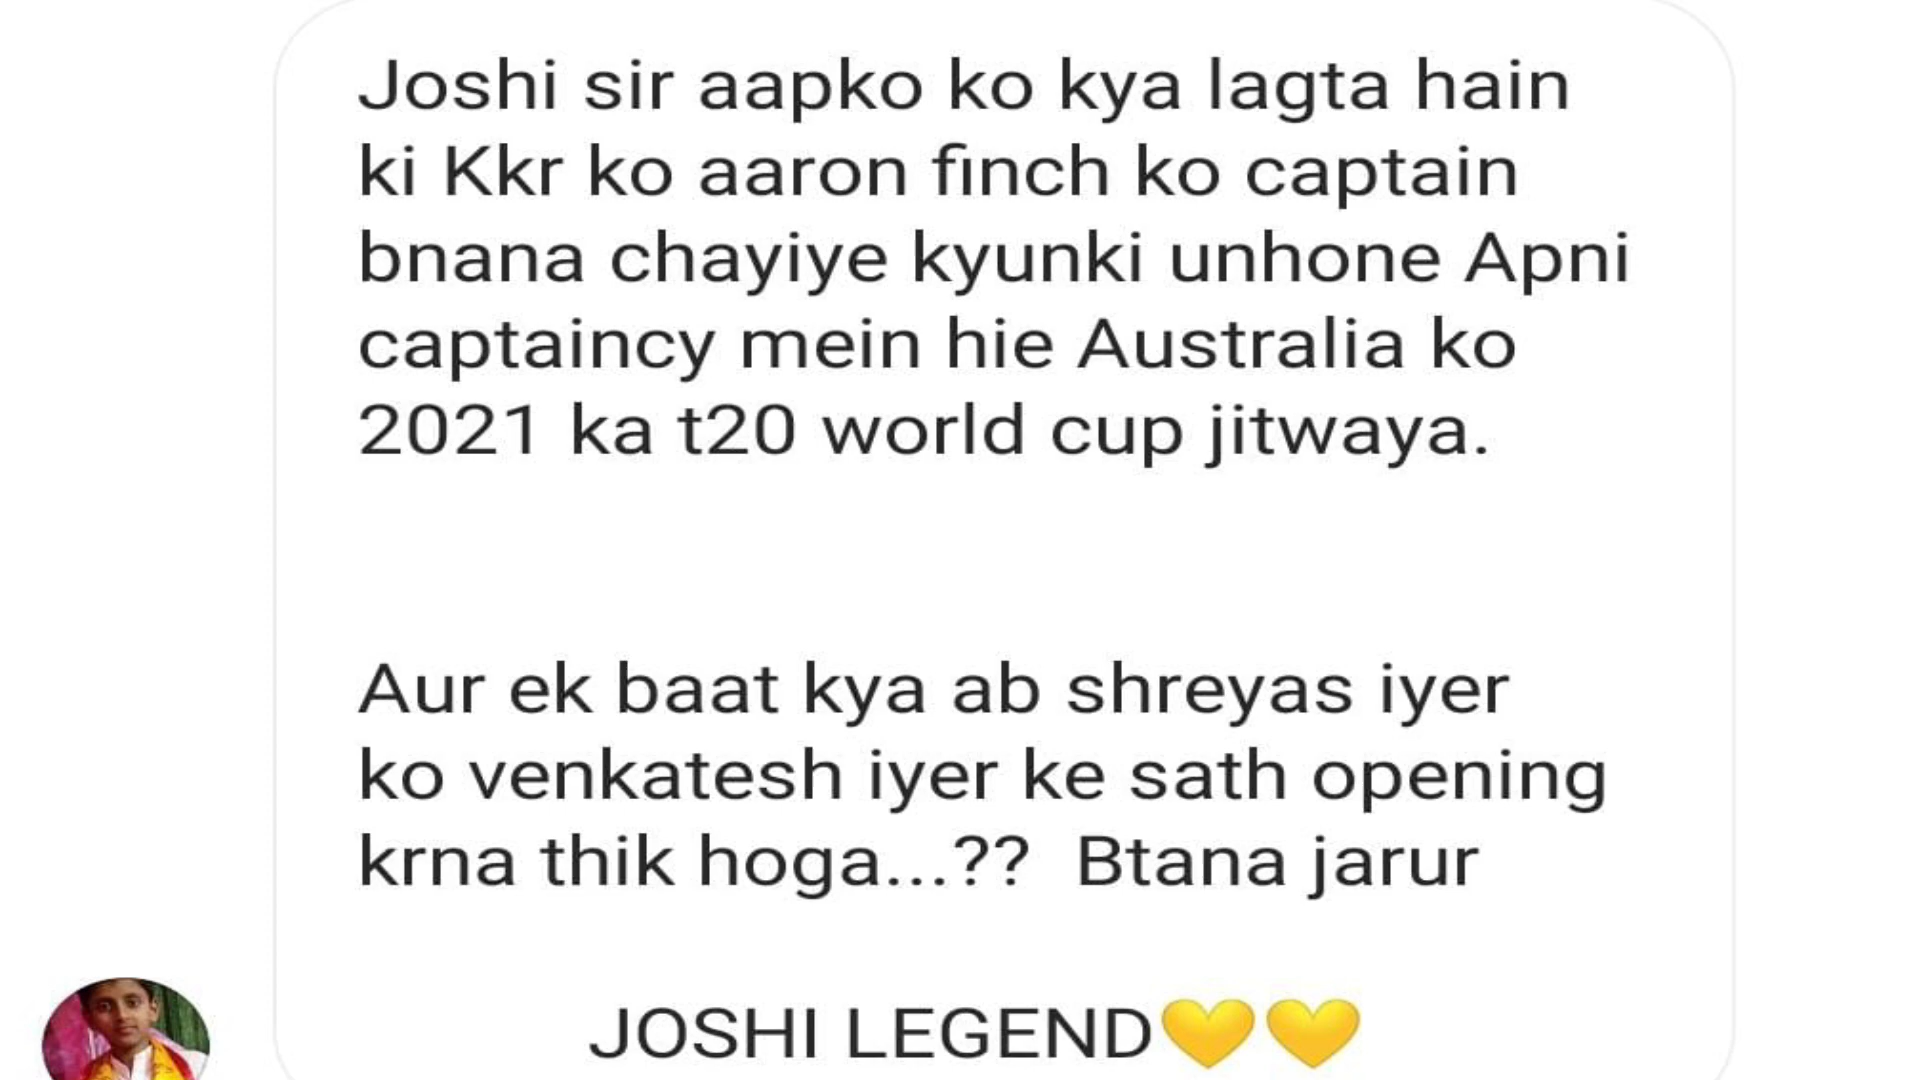 Joshi sir aapko ko kya lagta hain
ki Kkr ko aaron finch ko captain
bnana chayiye kyunki unhone Apni
captaincy mein hie Australia ko
2021 ka t20 world cup jitwaya.
Aur ek baat kya ab shreyas iyer
ko venkatesh iyer ke sath opening
krna thik hoga...?? Btana jarur
JOSHI LEGEND💛💛